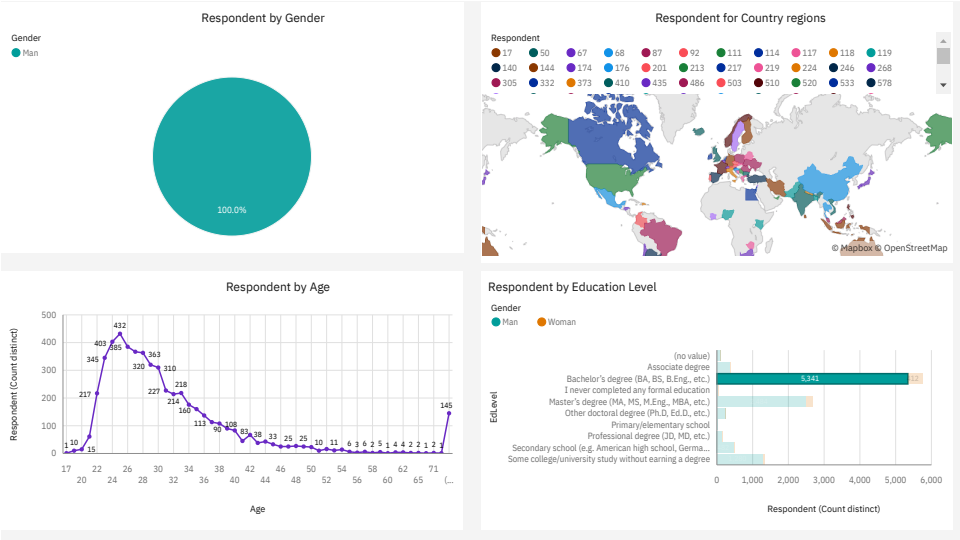 Respondent by Gender
Gender
Man
100.0%
Respondent for Country regions
Respondent
17 50 67 68 87 92 111 114 117 118 119
140 144 174 176 201 213 217 219 224 246 268
305 332 373 410 435 486 503 510 520 533 578
© Mapbox © OpenStreetMap
Respondent by Age
Respondent (Count distinct)
500
400
300
200
100
0
1 10 15 217 345 403 385 432 320 363 310 227 214 218 160 113 90 108 83 38 33 25 25 10 11 6 3 6 2 5 1 4 4 2 2 1 1 2 1 145
17 22 26 30 34 38 42 46 50 54 58 62 71 (...
20 24 28 32 36 40 44 48 52 56 60 65
Age
Respondent by Education Level
Gender
Man Woman
EdLevel
(no value)
Associate degree
Bachelor's degree (BA, BS, B.Eng., etc.) 5,341
I never completed any formal education
Master's degree (MA, MS, M.Eng., MBA, etc.)
Other doctoral degree (Ph.D, Ed.D., etc.)
Primary/elementary school
Professional degree (JD, MD, etc.)
Secondary school (e.g. American high school, Germa...
Some college/university study without earning a degree
0 1,000 2,000 3,000 4,000 5,000 6,000
Respondent (Count distinct)